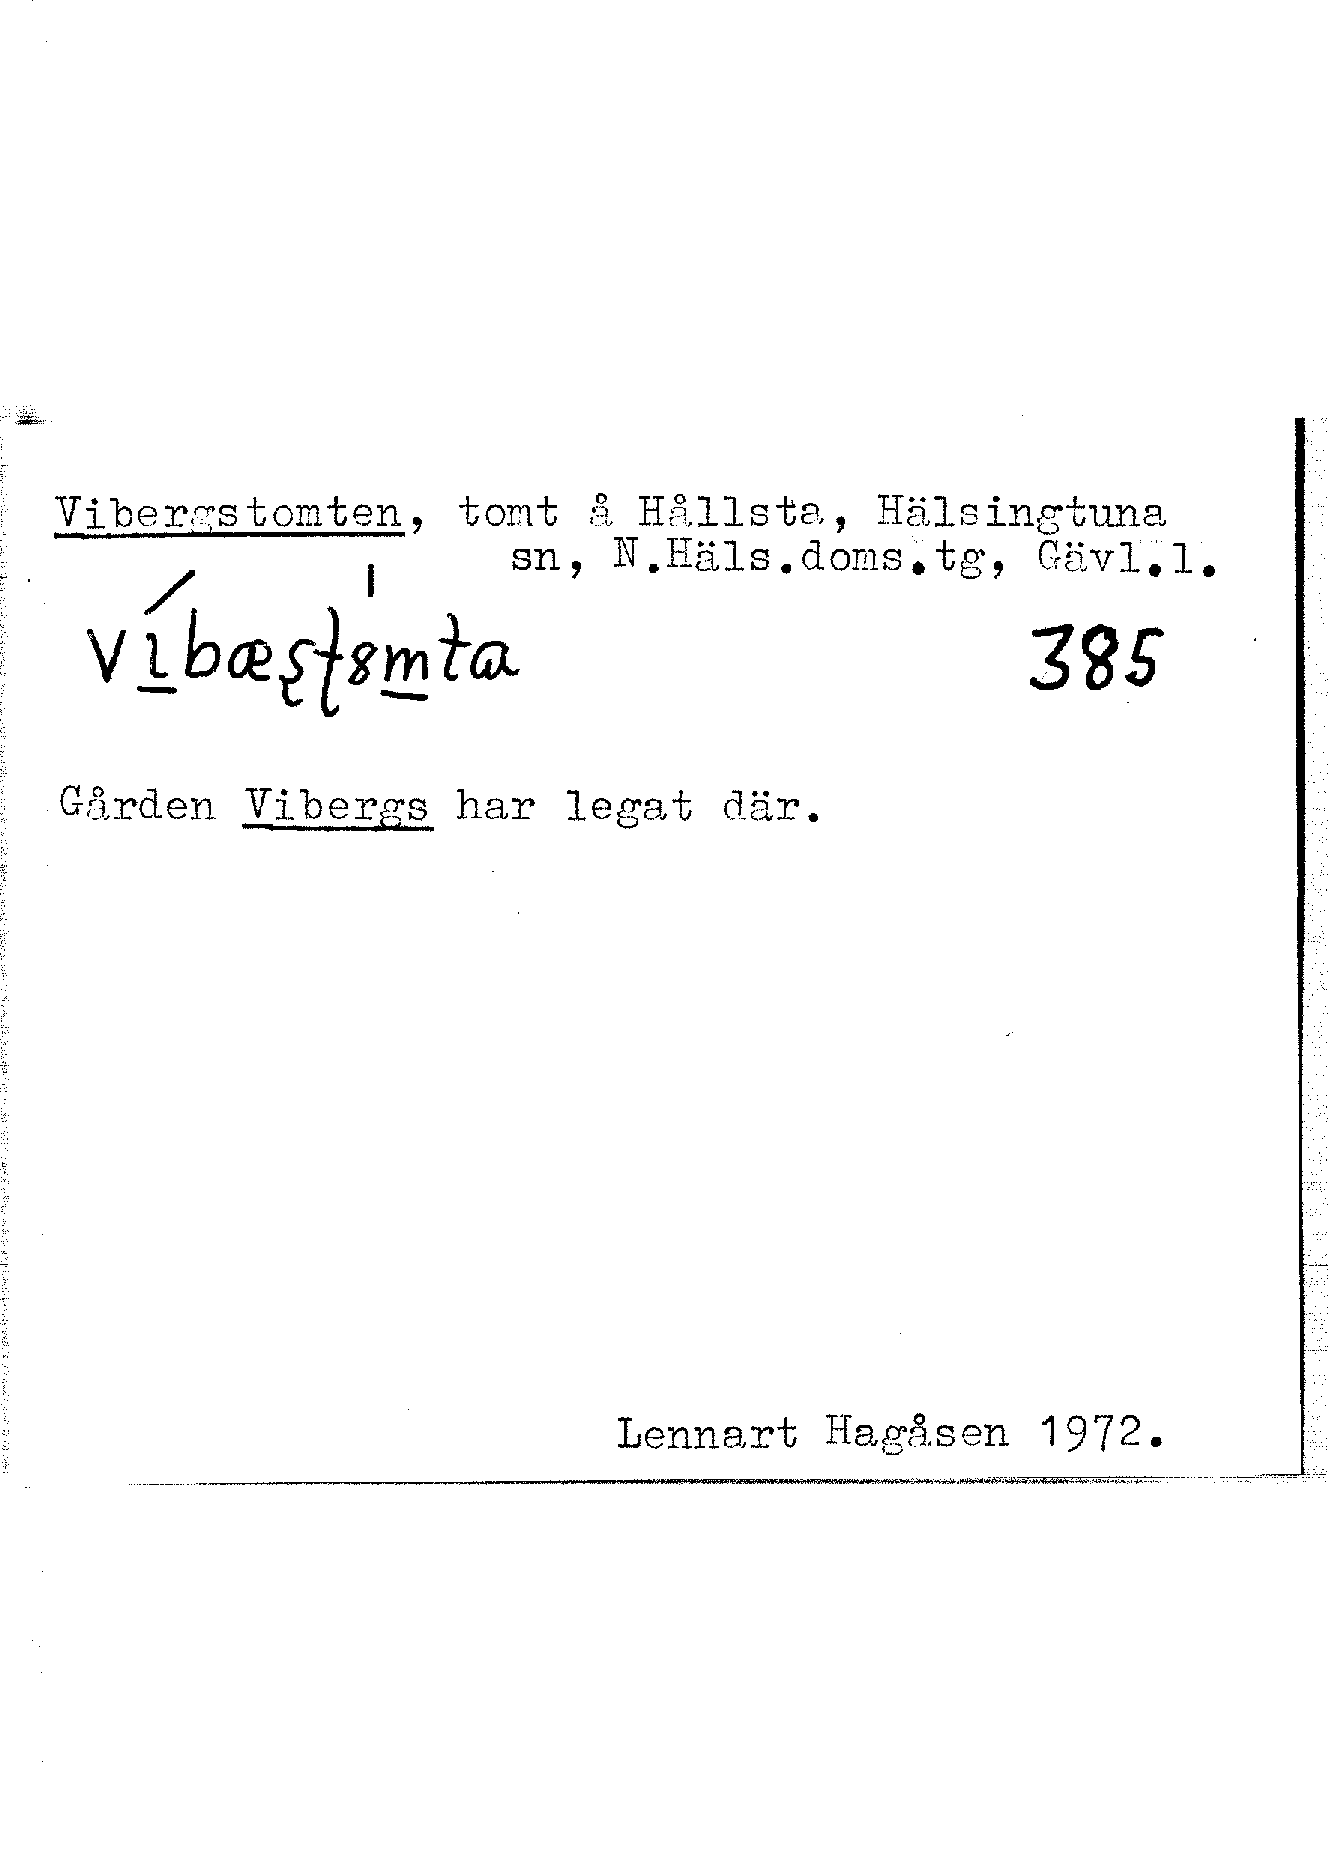 Vibergstomten, tomt å Hållsta, Hälsingtuna
sn, N.Häls.doms.tg, Gävl.l.
385
Gården Vibergs har legat där.
Lennart Hagåsen 1972.